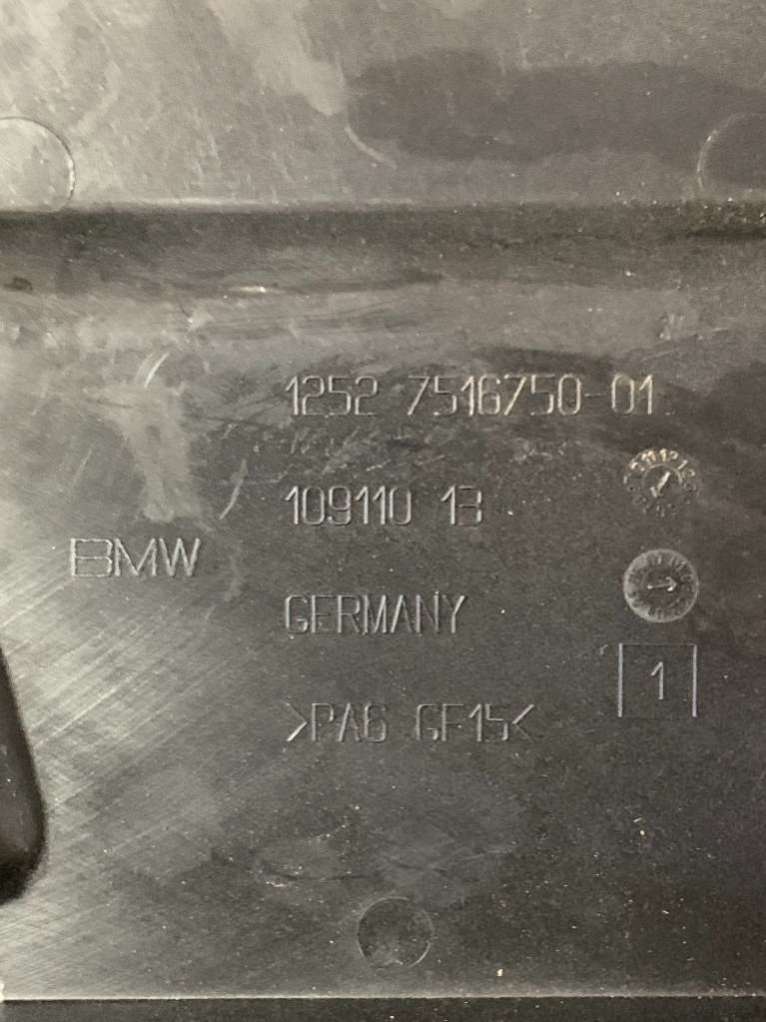 1252 7516750-01
109110 13
BMW
GERMANY
>PA6 GF15<
1